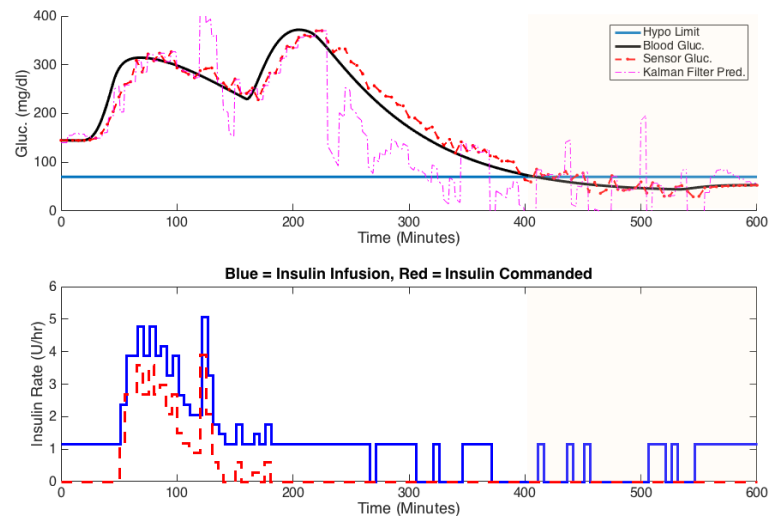 400
300
200
100
0
Gluc. (mg/dl)
Hypo Limit
Blood Gluc.
Sensor Gluc.
Kalman Filter Pred.
0 100 200 300 400 500 600
Time (Minutes)
Blue = Insulin Infusion, Red = Insulin Commanded
6
5
4
3
2
1
0
Insulin Rate (U/hr)
0 100 200 300 400 500 600
Time (Minutes)